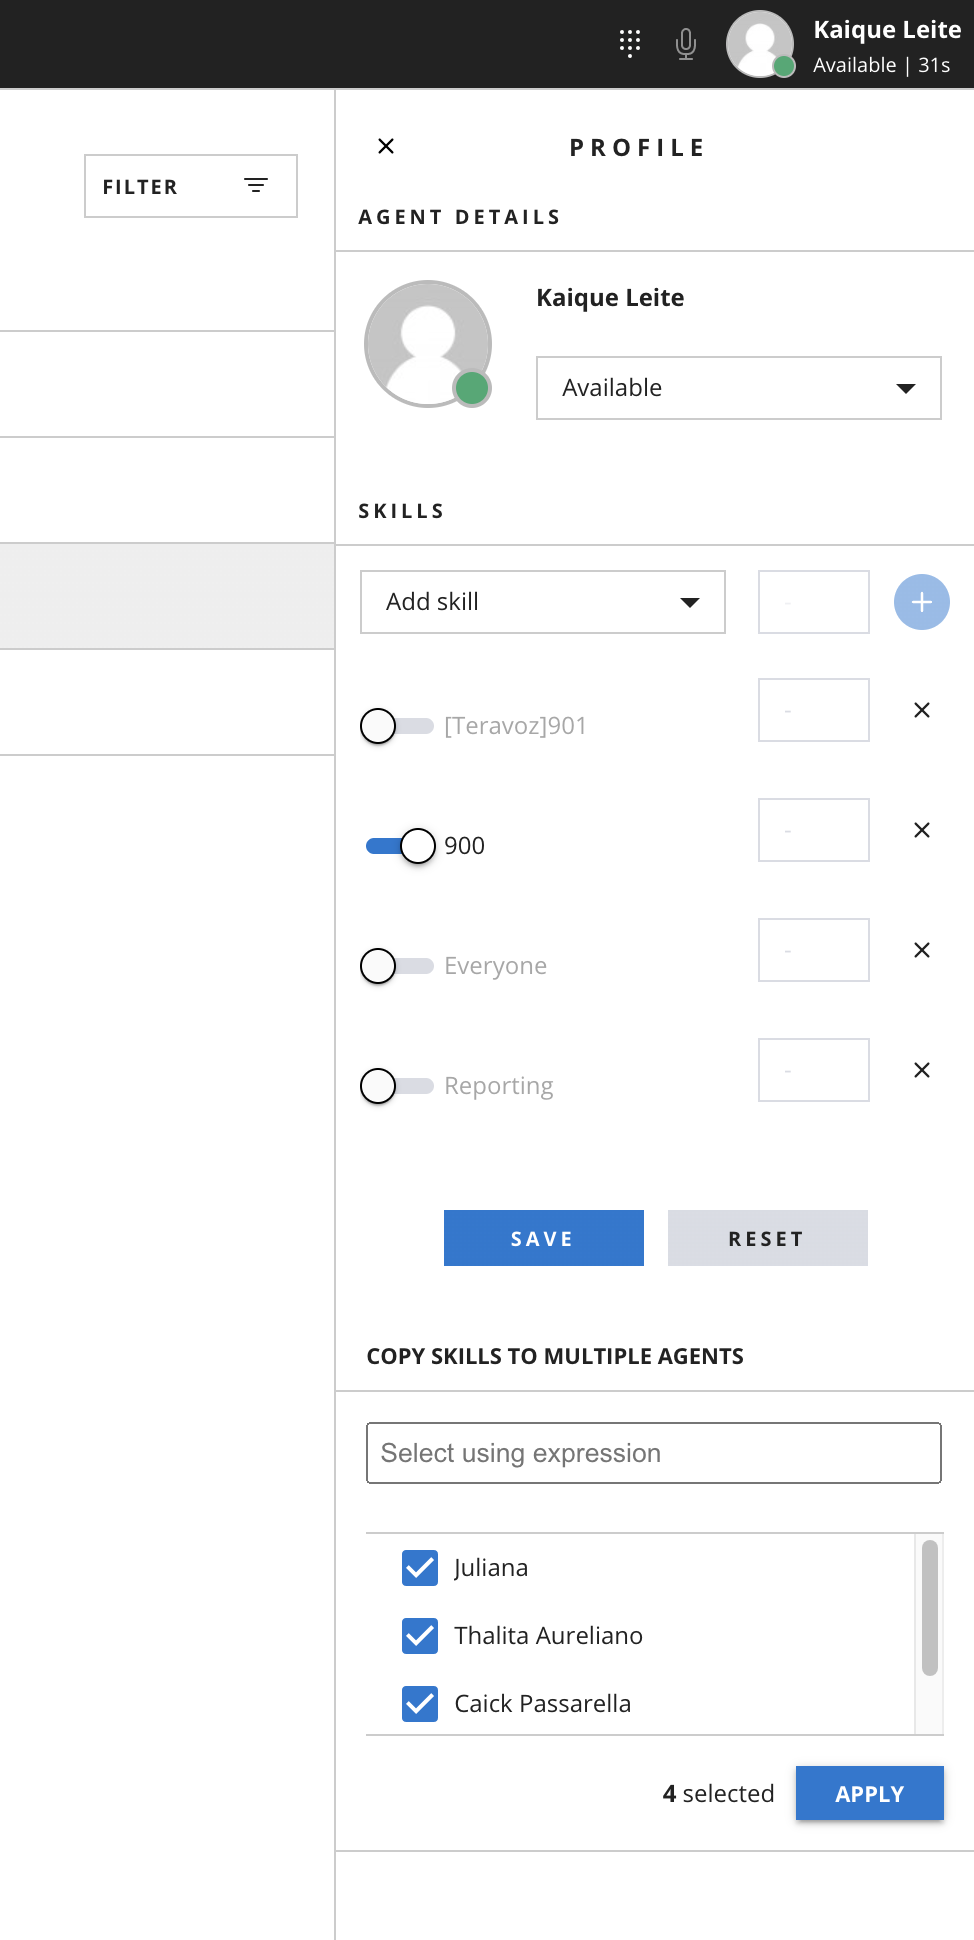 Kaique Leite
Available | 31s
FILTER
PROFILE
AGENT DETAILS
Kaique Leite
Available
SKILLS
Add skill
-
[Teravoz]901
-
900
-
Everyone
-
Reporting
-
SAVE
RESET
COPY SKILLS TO MULTIPLE AGENTS
Select using expression
Juliana
Thalita Aureliano
Caick Passarella
4 selected
APPLY